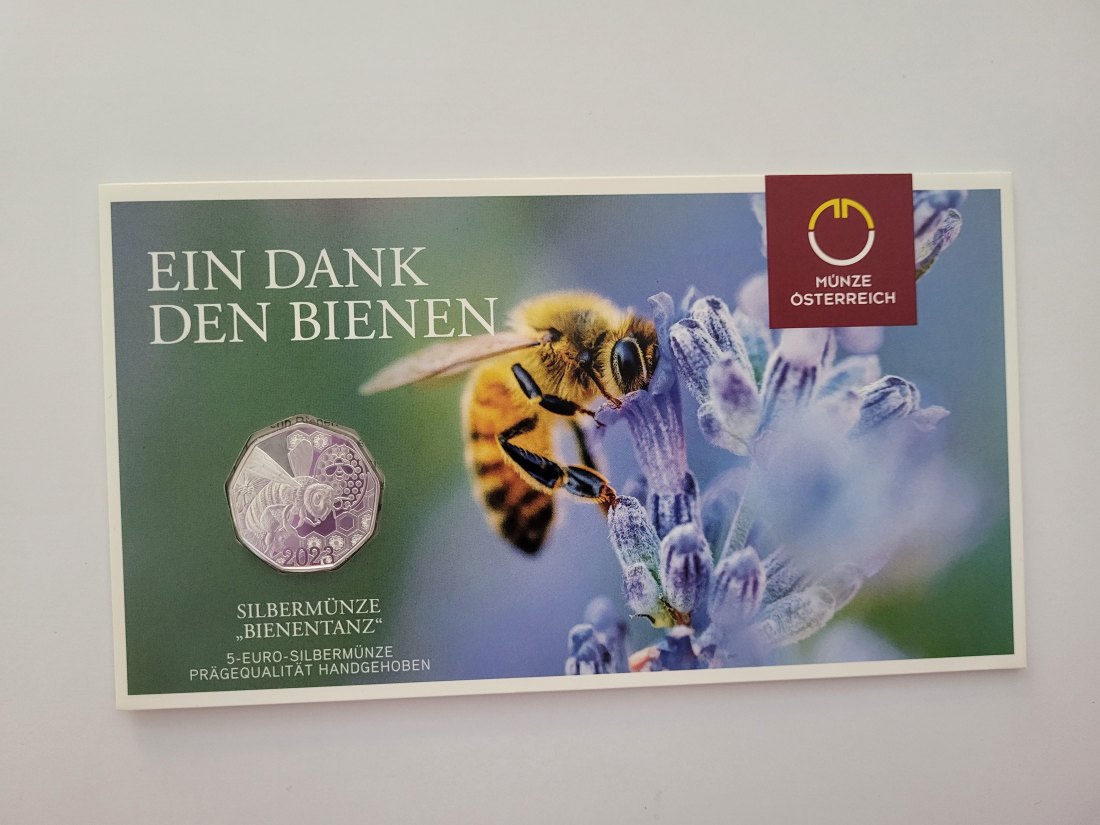 EIN DANK
DEN BIENEN
MÜNZE
ÖSTERREICH
2023
SILBERMÜNZE
„BIENENTANZ“
5-EURO-SILBERMÜNZE
PRÄGEQUALITÄT HANDGEHOBEN